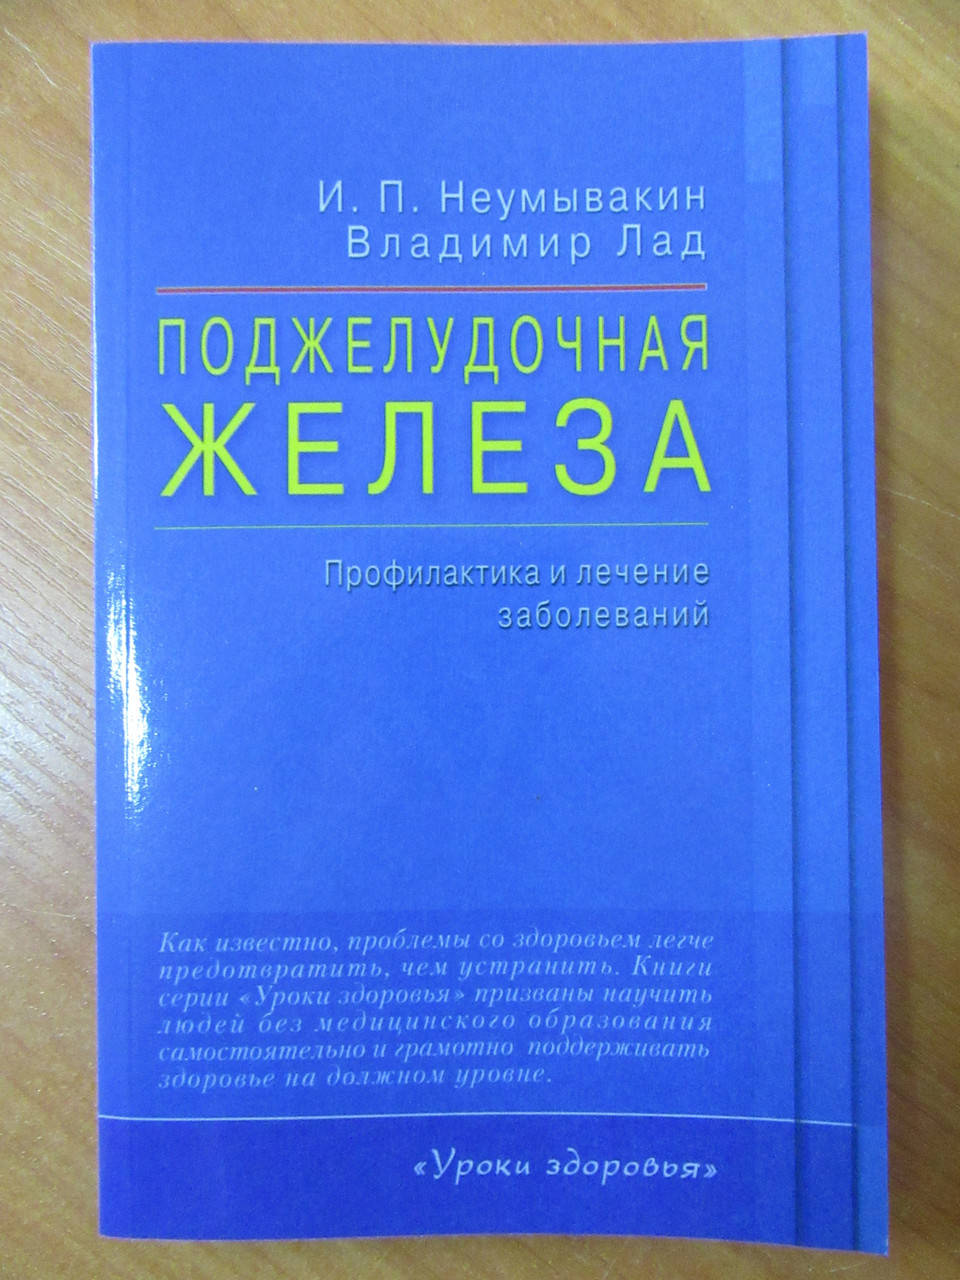 И. П. Неумывакин
Владимир Лад
ПОДЖЕЛУДОЧНАЯ
ЖЕЛЕЗА
Профилактика и лечение
заболеваний
Как известно, проблемы со здоровьем легче
предотвратить, чем устранить. Книги
серии «Уроки здоровья» призваны научить
людей без медицинского образования
самостоятельно и грамотно поддерживать
здоровье на должном уровне.
«Уроки здоровья»